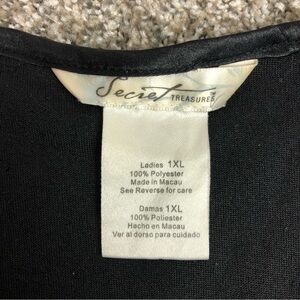 Secret
TREASURES
Ladies 1XL
100% Polyester
Made in Macau
See Reverse for care
Damas 1XL
100% Poliester
Hecho en Macau
Ver al dorso para cuidado